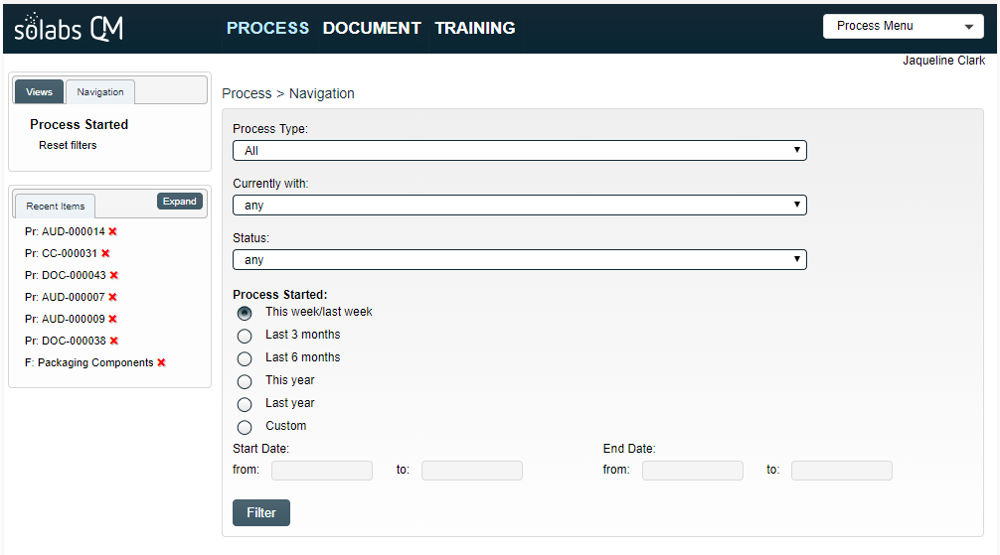 sölabs QM
PROCESS DOCUMENT TRAINING
Process Menu
Jaqueline Clark
Views Navigation
Process Started
Reset filters
Recent Items Expand
Pr: AUD-000014
Pr: CC-000031
Pr: DOC-000043
Pr: AUD-000007
Pr: AUD-000009
Pr: DOC-000038
F: Packaging Components
Process > Navigation
Process Type:
All
Currently with:
any
Status:
any
Process Started:
This week/last week
Last 3 months
Last 6 months
This year
Last year
Custom
Start Date: End Date:
from: to: from: to:
Filter